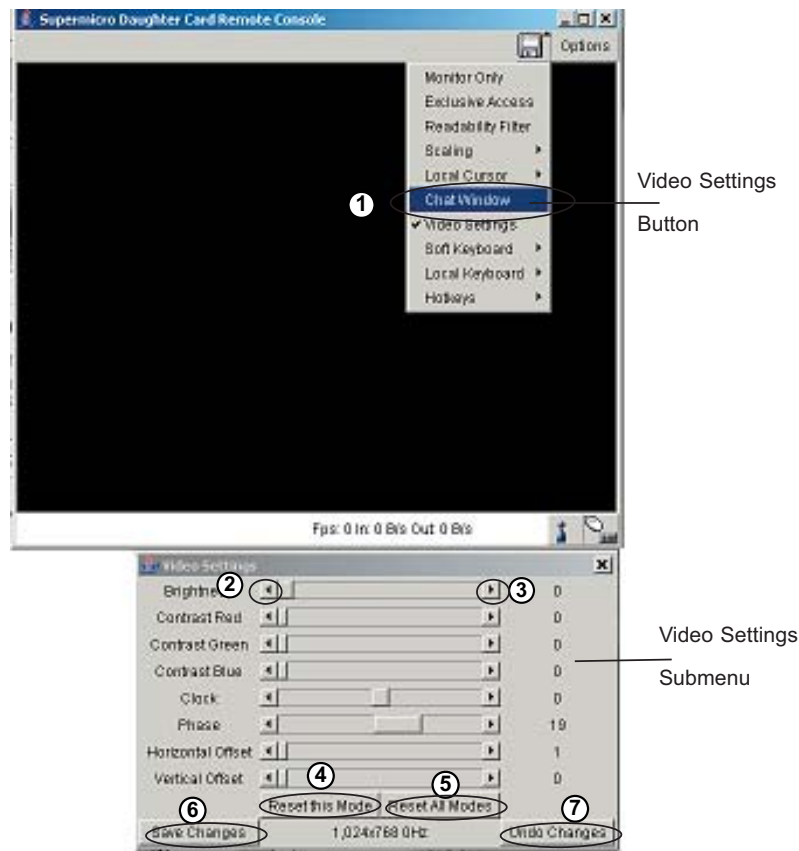 Supermicro Daughter Card Remote Console
Options
Monitor Only
Exclusive Access
Readability Filter
Scaling
Local Cursor
1 Chat Window
Video Settings
Button
Video Settings
Soft Keyboard
Local Keyboard
Hotkeys
Fps: 0 In: 0 B/s Out: 0 B/s
Video Settings
2 3 0
Contrast Red 0
Contrast Green 0
Contrast Blue 0
Video Settings
Submenu
Clock 0
Phase 19
Horizontal Offset 1
Vertical Offset 0
4 5
Reset this Mode Reset All Modes
6 7
Save Changes 1,024x768 0Hz Undo Changes